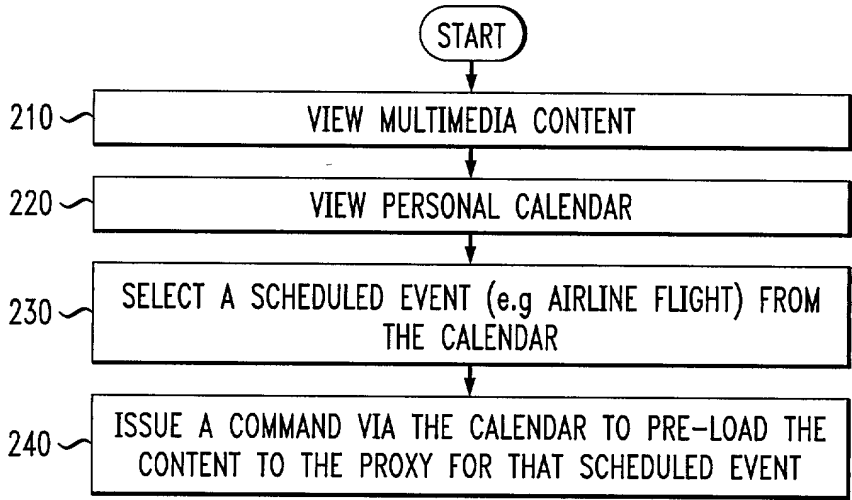 START
210 VIEW MULTIMEDIA CONTENT
220 VIEW PERSONAL CALENDAR
230 SELECT A SCHEDULED EVENT (e.g AIRLINE FLIGHT) FROM
THE CALENDAR
240 ISSUE A COMMAND VIA THE CALENDAR TO PRE-LOAD THE
CONTENT TO THE PROXY FOR THAT SCHEDULED EVENT